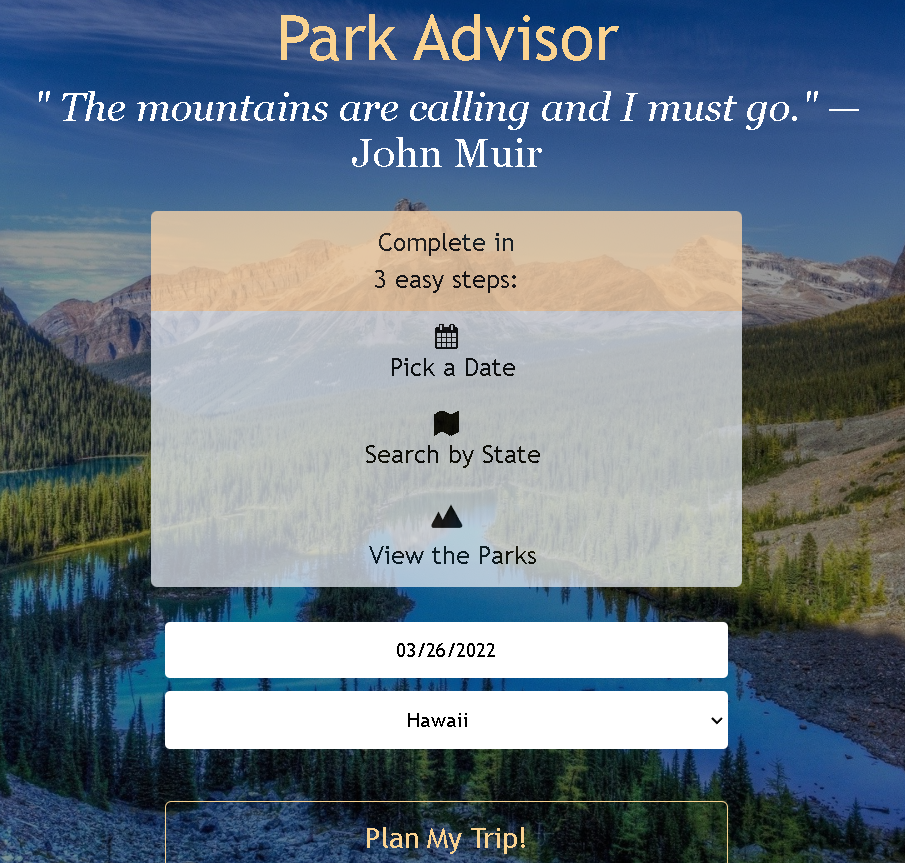 Park Advisor
" The mountains are calling and I must go." —
John Muir
Complete in
3 easy steps:
Pick a Date
Search by State
View the Parks
03/26/2022
Hawaii
Plan My Trip!